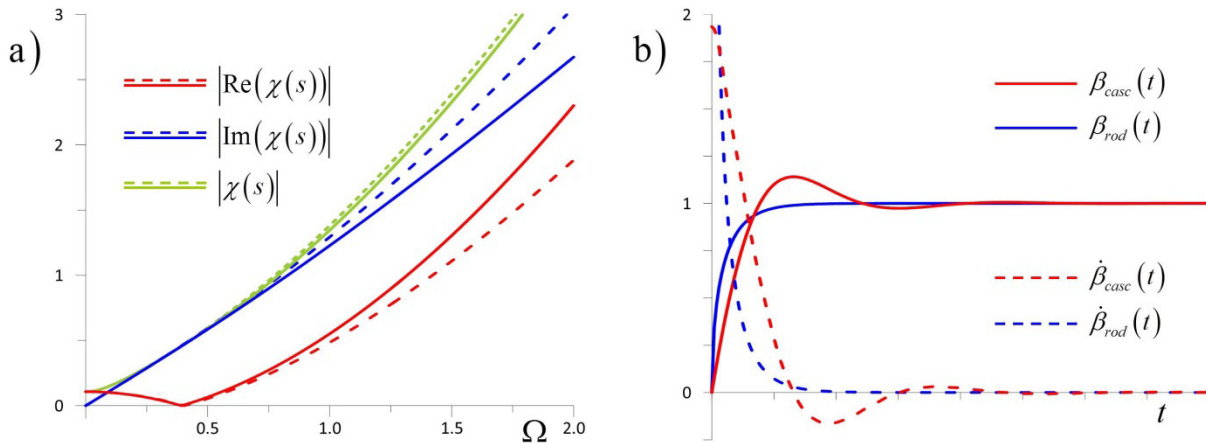 a)
3
2
1
0
|Re(χ(s))|
|Im(χ(s))|
|χ(s)|
0.5
1.0
1.5
Ω
2.0
b)
2
1
0
β_casc(t)
β_rod(t)
β̇_casc(t)
β̇_rod(t)
t